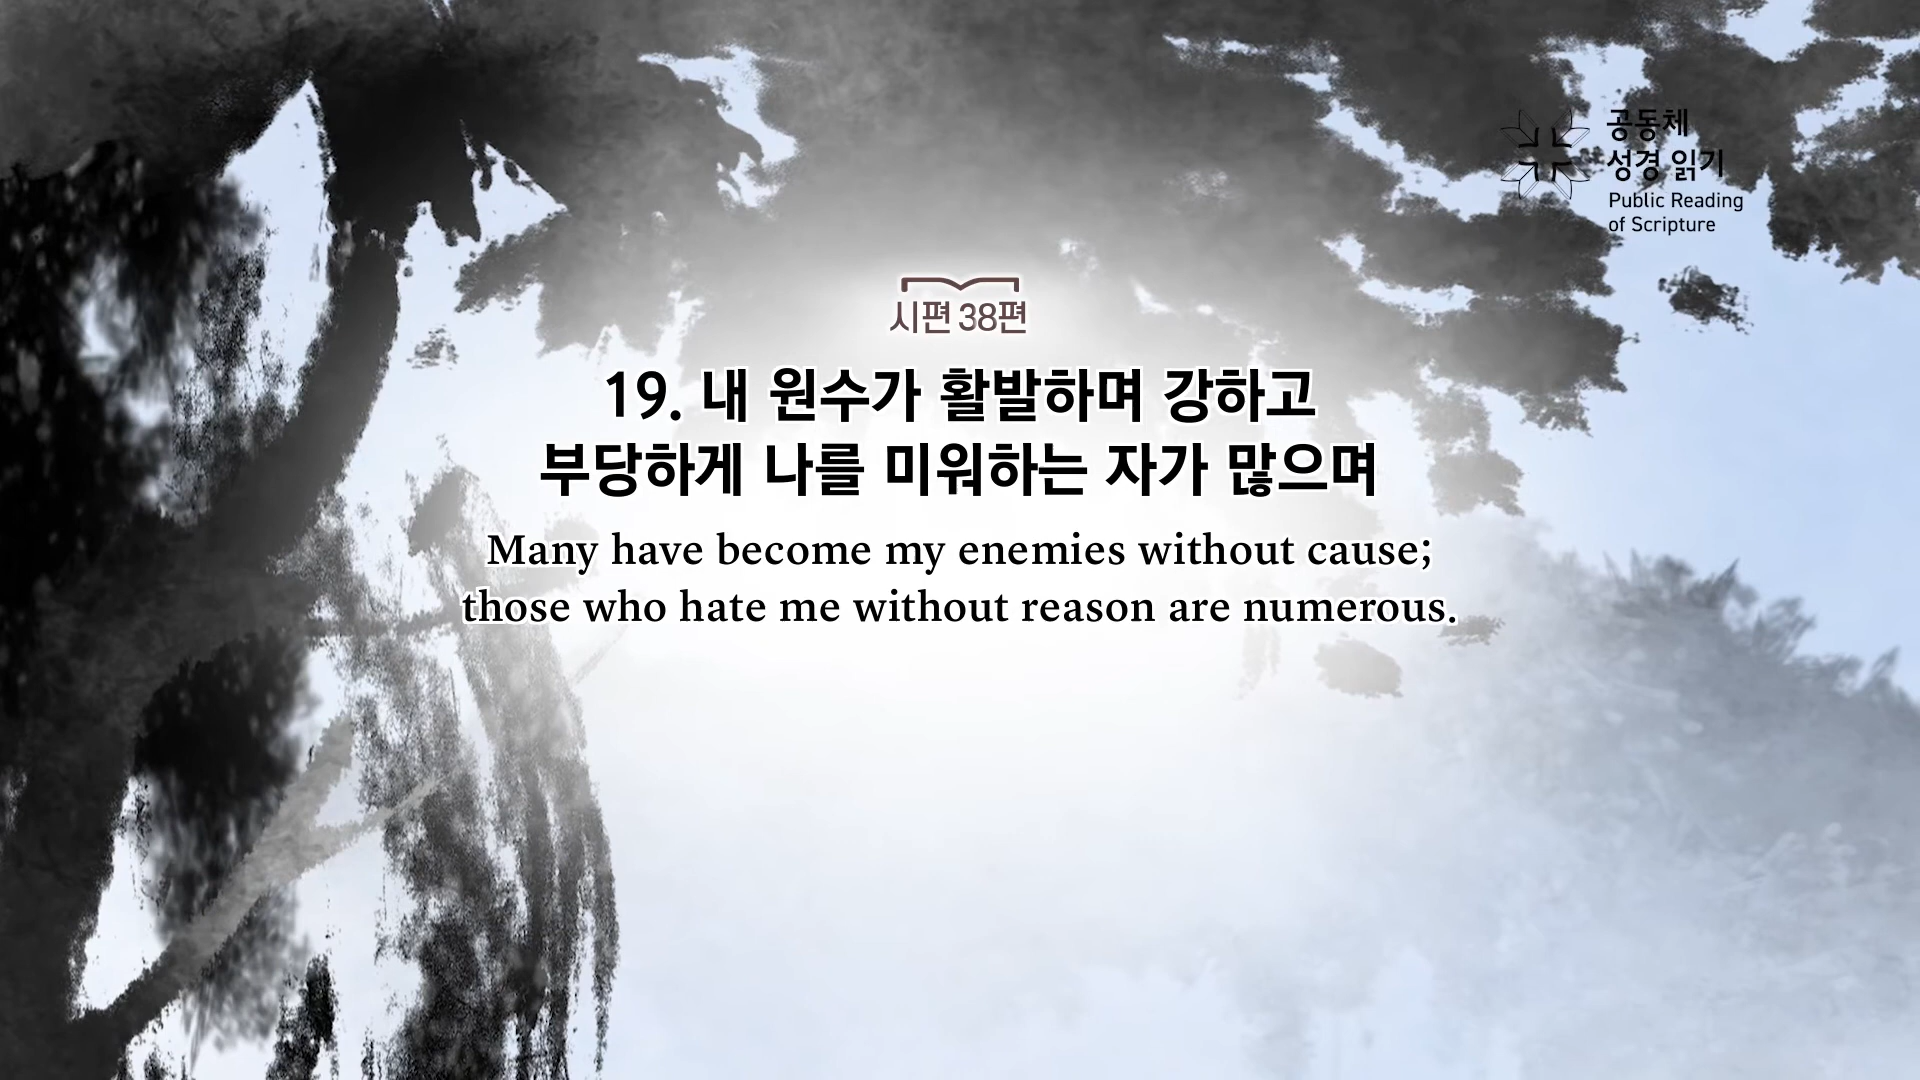 공동체
성경 읽기
Public Reading
of Scripture
시편 38편
19. 내 원수가 활발하며 강하고
부당하게 나를 미워하는 자가 많으며
Many have become my enemies without cause;
those who hate me without reason are numerous.